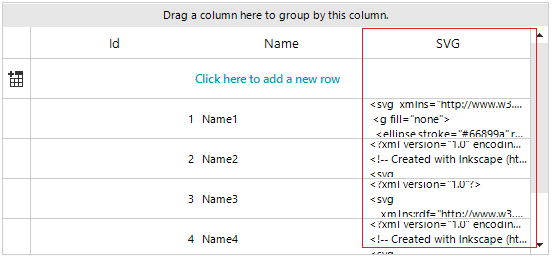 Drag a column here to group by this column.
Id Name SVG
Click here to add a new row
1 Name1 <svg xmlns="http://www.w3....
<g fill="none">
<ellipse stroke="#66899a" r...
2 Name2 <?xml version="1.0" encodin...
<!-- Created with Inkscape (ht...
<svg
3 Name3 <?xml version="1.0"?>
<svg
xmlns:rdf="http://www.w3....
4 Name4 <?xml version="1.0" encodin...
<!-- Created with Inkscape (ht...
<svg